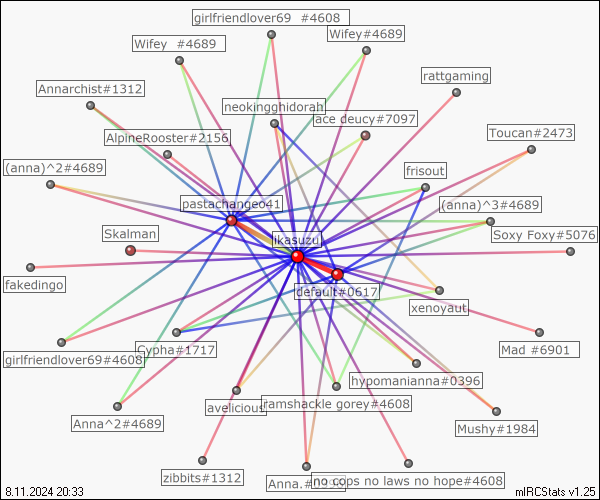 girlfriendlover69 #4608
Wifey #4689
Wifey#4689
rattgaming
Annarchist#1312
neokingghidorah
ace deucy#7097
AlpineRooster#2156
Toucan#2473
(anna)^2#4689
frisout
pastachangeo41
(anna)^3#4689
Skalman
ikasuzu
Soxy Foxy#5076
fakedingo
default#0617
xenoyaut
girlfriendlover69#4608
Cypha#1717
Mad #6901
hypomanianna#0396
avelicious
ramshackle gorey#4608
Anna^2#4689
Mushy#1984
zibbits#1312
Anna.
no cops no laws no hope#4608
8.11.2024 20:33
mIRCStats v1.25